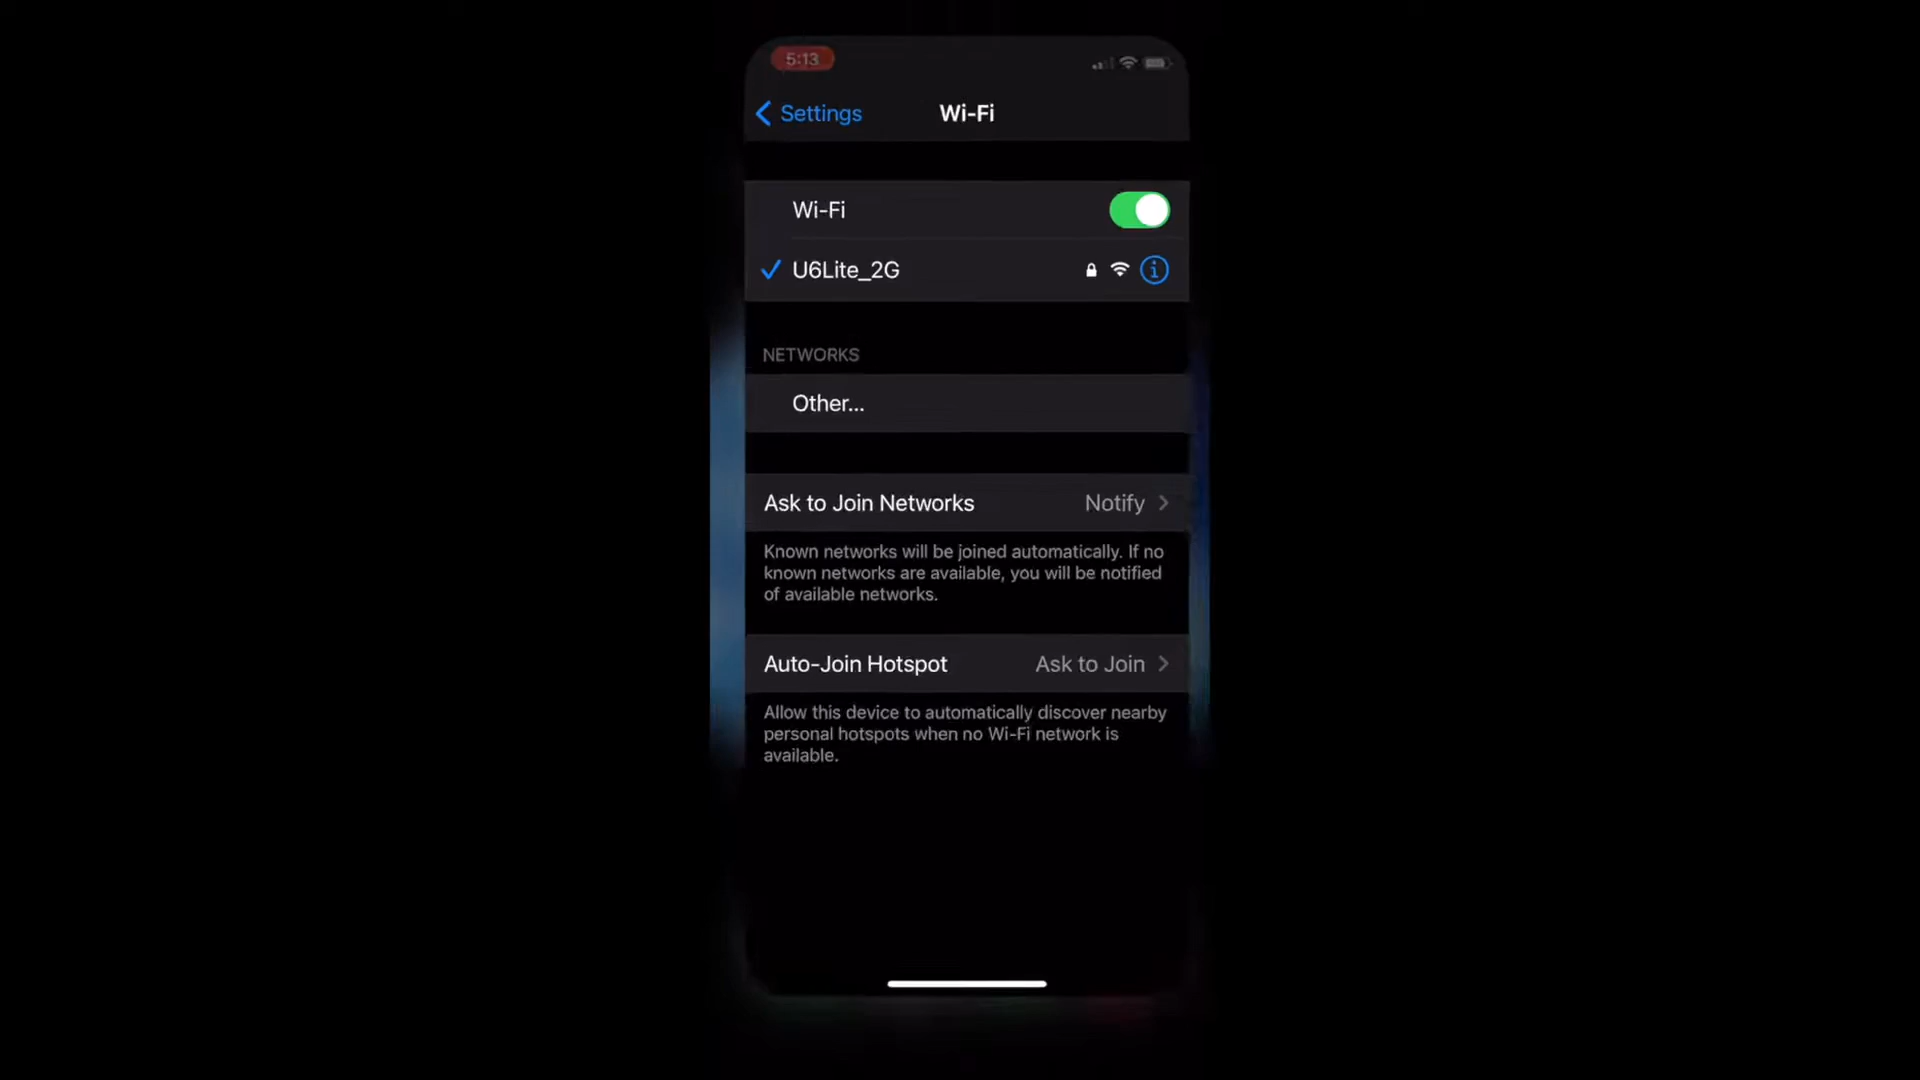 5:13
Settings
Wi-Fi
Wi-Fi
U6Lite_2G
NETWORKS
Other...
Ask to Join Networks Notify
Known networks will be joined automatically. If no
known networks are available, you will be notified
of available networks.
Auto-Join Hotspot Ask to Join
Allow this device to automatically discover nearby
personal hotspots when no Wi-Fi network is
available.